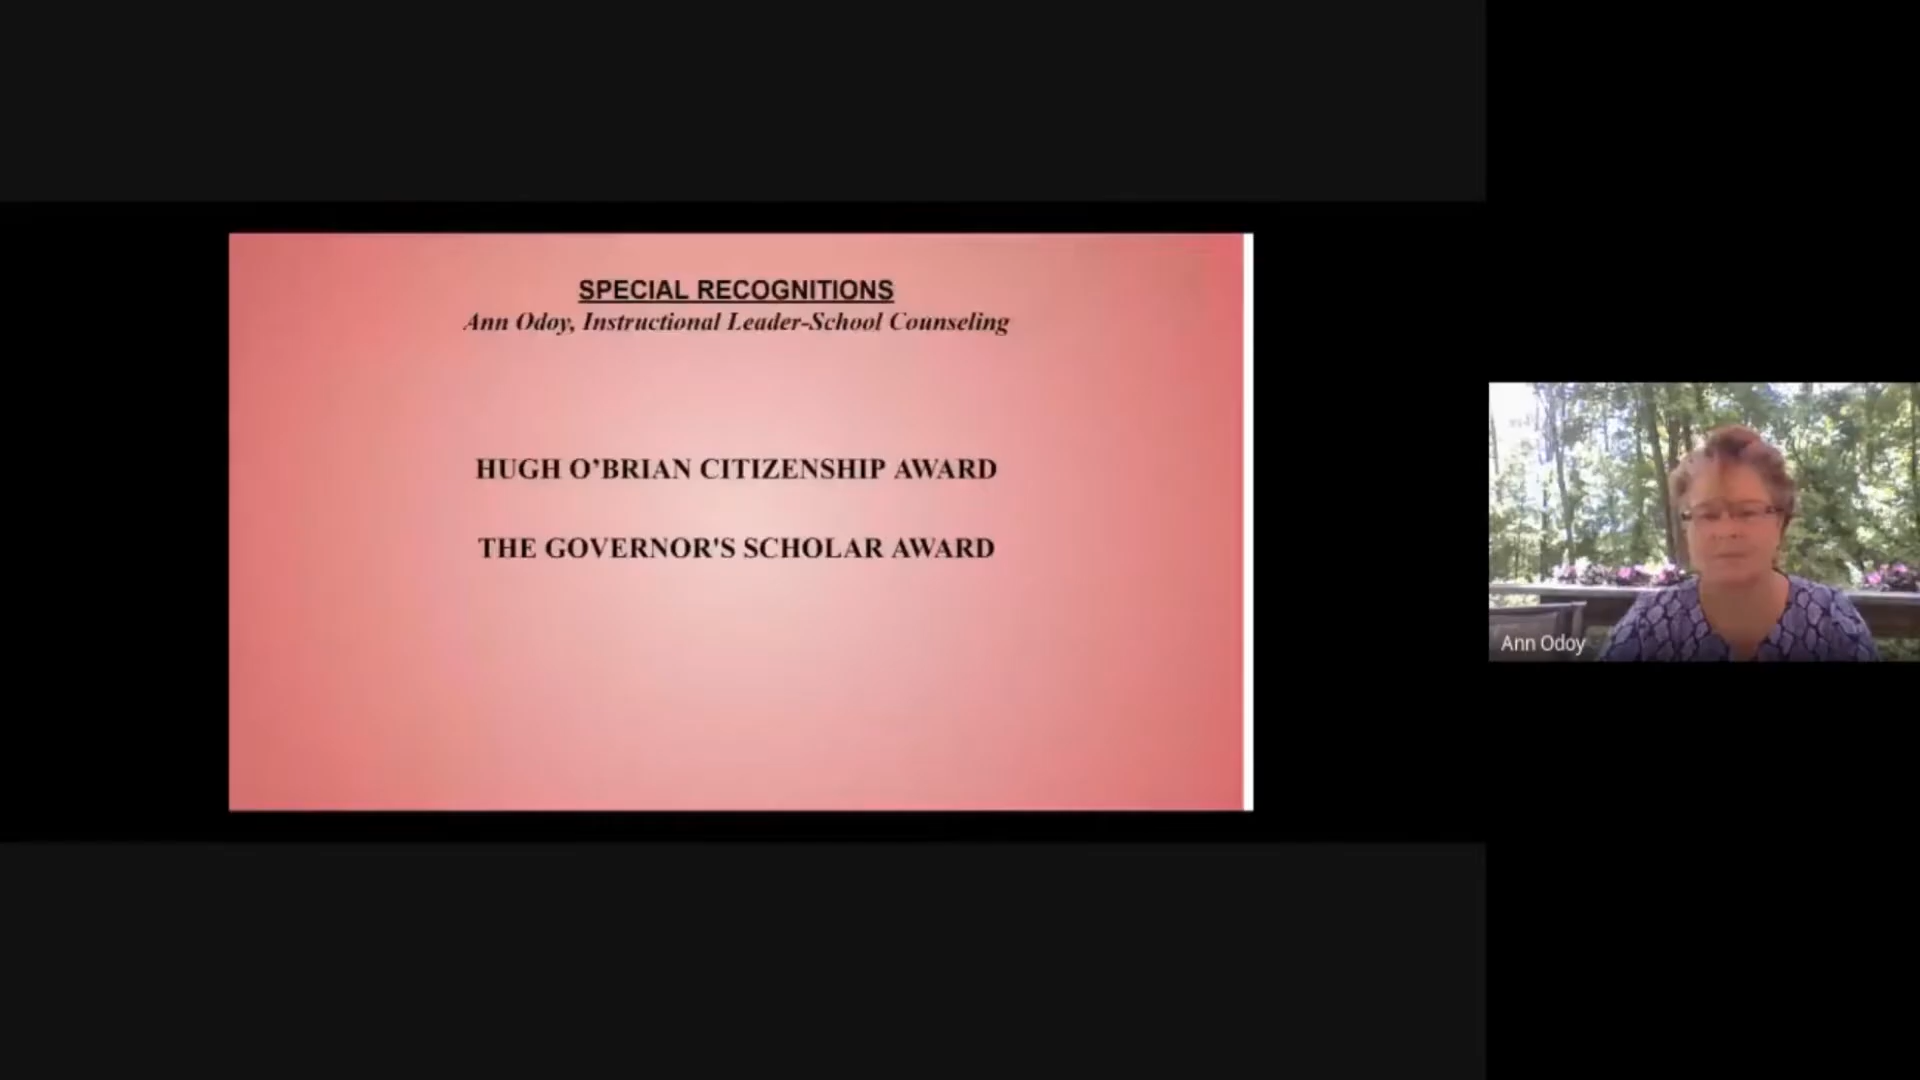 SPECIAL RECOGNITIONS
Ann Odoy, Instructional Leader-School Counseling
HUGH O’BRIAN CITIZENSHIP AWARD
THE GOVERNOR'S SCHOLAR AWARD
Ann Odoy